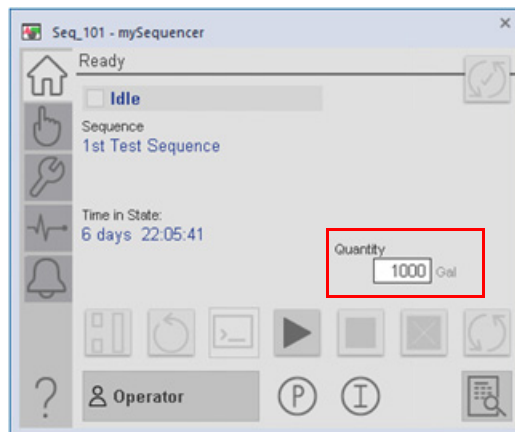 Seq_101 - mySequencer
Ready
Idle
Sequence
1st Test Sequence
Time in State:
6 days 22:05:41
Quantity
1000 Gal
Operator
P
I
?